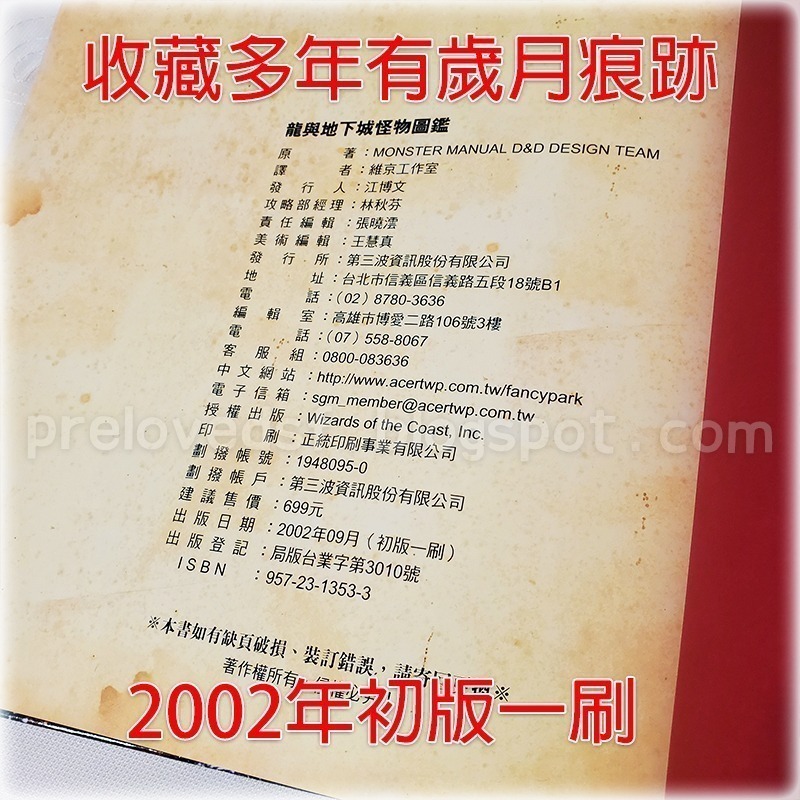 收藏多年有歲月痕跡
龍與地下城怪物圖鑑
原著：MONSTER MANUAL D&D DESIGN TEAM
譯者：維京工作室
發行人：江博文
攻略部經理：林秋芬
責任編輯：張曉澐
美術編輯：王慧真
發行所：第三波資訊股份有限公司
地址：台北市信義區信義路五段18號B1
電話：(02) 8780-3636
編輯室：高雄市博愛二路106號3樓
電話：(07) 558-8067
客服組：0800-083636
中文網站：http://www.acertwp.com.tw/fancypark
電子信箱：sgm_member@acertwp.com.tw
授權出版：Wizards of the Coast, Inc.
印刷：正統印刷事業有限公司
劃撥帳號：1948095-0
劃撥帳戶：第三波資訊股份有限公司
建議售價：699元
出版日期：2002年09月（初版一刷）
出版登記：局版台業字第3010號
ISBN：957-23-1353-3
※本書如有缺頁破損、裝訂錯誤，請寄回※
著作權所有
2002年初版一刷